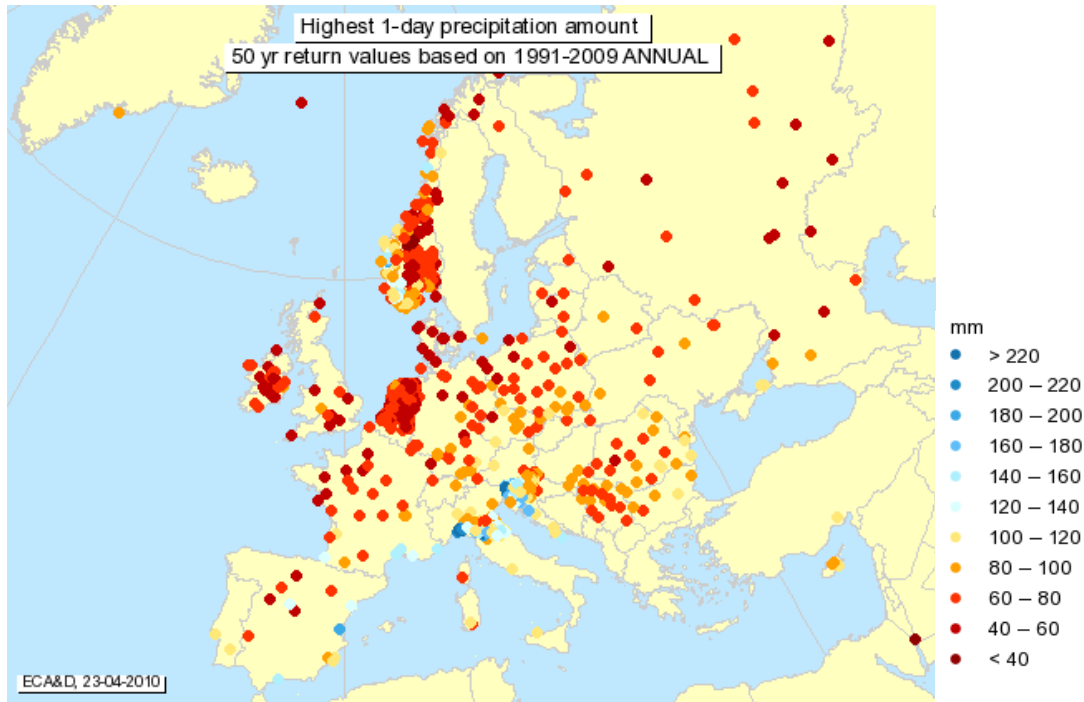 Highest 1-day precipitation amount
50 yr return values based on 1991-2009 ANNUAL
mm
> 220
200 – 220
180 – 200
160 – 180
140 – 160
120 – 140
100 – 120
80 – 100
60 – 80
40 – 60
< 40
ECA&D, 23-04-2010